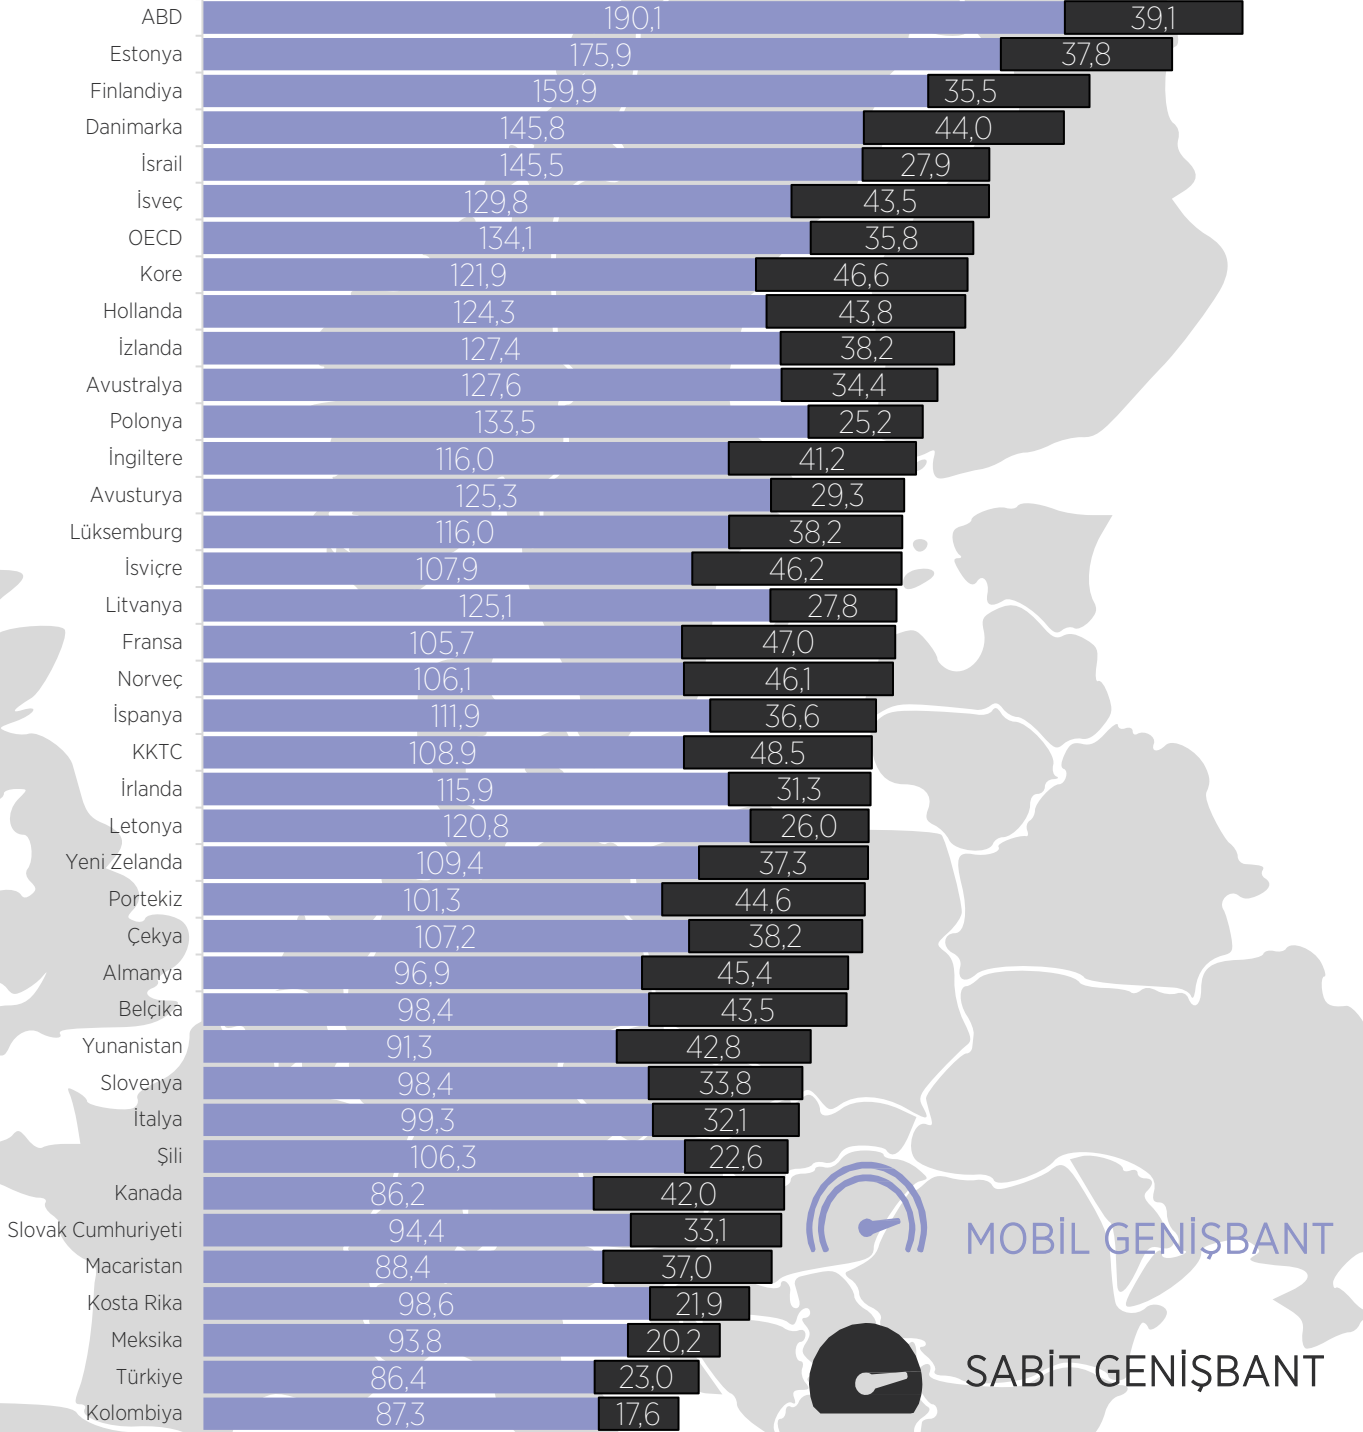 ABD 190,1 39,1
Estonya 175,9 37,8
Finlandiya 159,9 35,5
Danimarka 145,8 44,0
İsrail 145,5 27,9
İsveç 129,8 43,5
OECD 134,1 35,8
Kore 121,9 46,6
Hollanda 124,3 43,8
İzlanda 127,4 38,2
Avustralya 127,6 34,4
Polonya 133,5 25,2
İngiltere 116,0 41,2
Avusturya 125,3 29,3
Lüksemburg 116,0 38,2
İsviçre 107,9 46,2
Litvanya 125,1 27,8
Fransa 105,7 47,0
Norveç 106,1 46,1
İspanya 111,9 36,6
KKTC 108.9 48.5
İrlanda 115,9 31,3
Letonya 120,8 26,0
Yeni Zelanda 109,4 37,3
Portekiz 101,3 44,6
Çekya 107,2 38,2
Almanya 96,9 45,4
Belçika 98,4 43,5
Yunanistan 91,3 42,8
Slovenya 98,4 33,8
İtalya 99,3 32,1
Şili 106,3 22,6
Kanada 86,2 42,0
Slovak Cumhuriyeti 94,4 33,1
MOBİL GENİŞBANT
Macaristan 88,4 37,0
Kosta Rika 98,6 21,9
Meksika 93,8 20,2
Türkiye 86,4 23,0
SABİT GENİŞBANT
Kolombiya 87,3 17,6